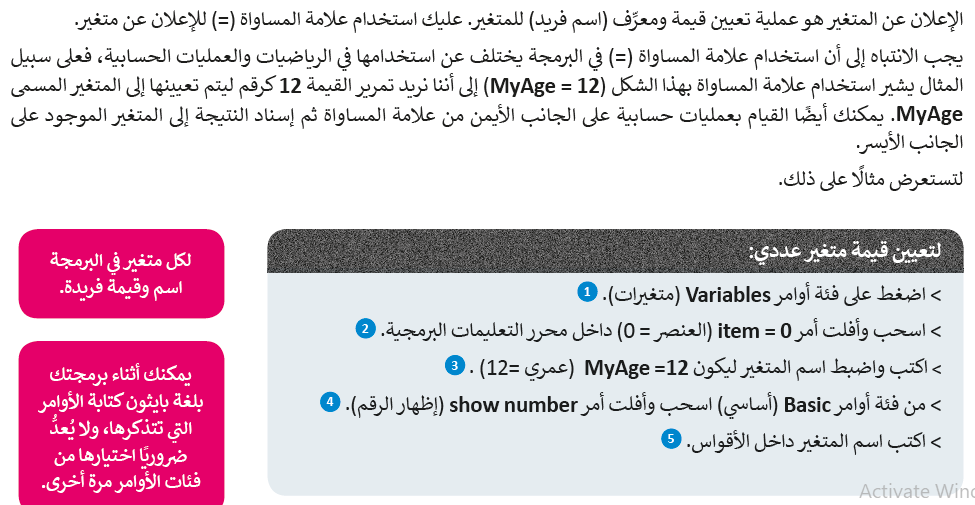 الإعلان عن المتغير هو عملية تعيين قيمة ومعرِّف (اسم فريد) للمتغير. عليك استخدام علامة المساواة (=) للإعلان عن متغير.
يجب الانتباه إلى أن استخدام علامة المساواة (=) في البرمجة يختلف عن استخدامها في الرياضيات والعمليات الحسابية، فعلى سبيل
المثال يشير استخدام علامة المساواة بهذا الشكل (MyAge = 12) إلى أننا نريد تمرير القيمة 12 كرقم ليتم تعيينها إلى المتغير المسمى
MyAge. يمكنك أيضًا القيام بعمليات حسابية على الجانب الأيمن من علامة المساواة ثم إسناد النتيجة إلى المتغير الموجود على
الجانب الأيسر.
لتستعرض مثالًا على ذلك.
لتعيين قيمة متغير عددي:
> اضغط على فئة أوامر Variables (متغيرات). 1
> اسحب وأفلت أمر item = 0 (العنصر = 0) داخل محرر التعليمات البرمجية. 2
> اكتب واضبط اسم المتغير ليكون MyAge =12 (عمري =12) . 3
> من فئة أوامر Basic (أساسي) اسحب وأفلت أمر show number (إظهار الرقم). 4
> اكتب اسم المتغير داخل الأقواس. 5
لكل متغير في البرمجة
اسم وقيمة فريدة.
يمكنك أثناء برمجتك
بلغة بايثون كتابة الأوامر
التي تتذكرها، ولا يُعدُّ
ضروريًا اختيارها من
فئات الأوامر مرة أخرى.
Activate Wind